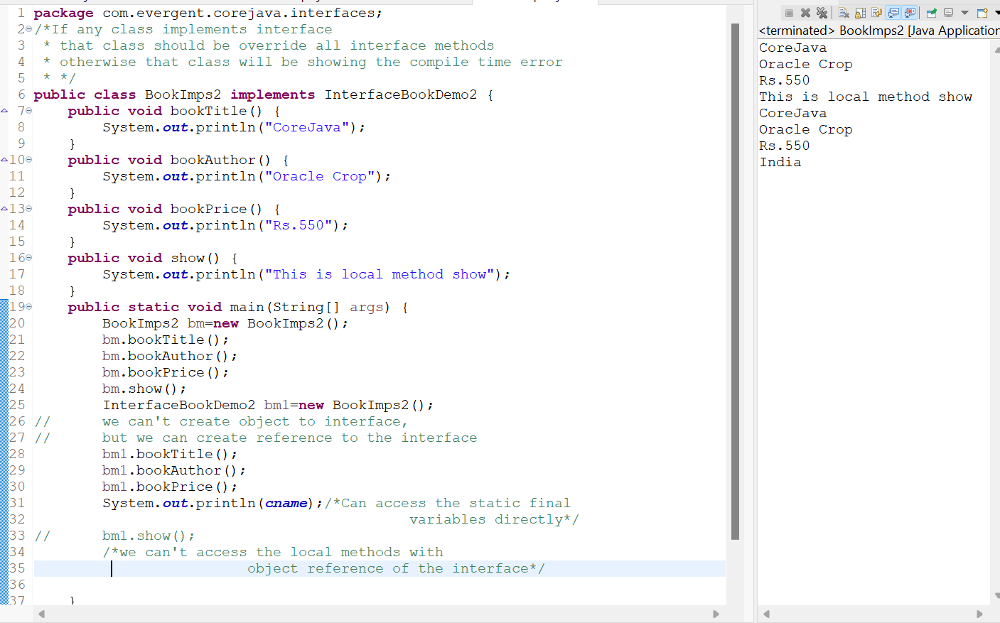 1 package com.evergent.corejava.interfaces;
2 /*If any class implements interface
3 * that class should be override all interface methods
4 * otherwise that class will be showing the compile time error
5 * */
6 public class BookImps2 implements InterfaceBookDemo2 {
7 public void bookTitle() {
8 System.out.println("CoreJava");
9 }
10 public void bookAuthor() {
11 System.out.println("Oracle Crop");
12 }
13 public void bookPrice() {
14 System.out.println("Rs.550");
15 }
16 public void show() {
17 System.out.println("This is local method show");
18 }
19 public static void main(String[] args) {
20 BookImps2 bm=new BookImps2();
21 bm.bookTitle();
22 bm.bookAuthor();
23 bm.bookPrice();
24 bm.show();
25 InterfaceBookDemo2 bm1=new BookImps2();
26 // we can't create object to interface,
27 // but we can create reference to the interface
28 bm1.bookTitle();
29 bm1.bookAuthor();
30 bm1.bookPrice();
31 System.out.println(cname);/*Can access the static final
32 variables directly*/
33 // bm1.show();
34 /*we can't access the local methods with
35 object reference of the interface*/
36
37 }
<terminated> BookImps2 [Java Application
CoreJava
Oracle Crop
Rs.550
This is local method show
CoreJava
Oracle Crop
Rs.550
India